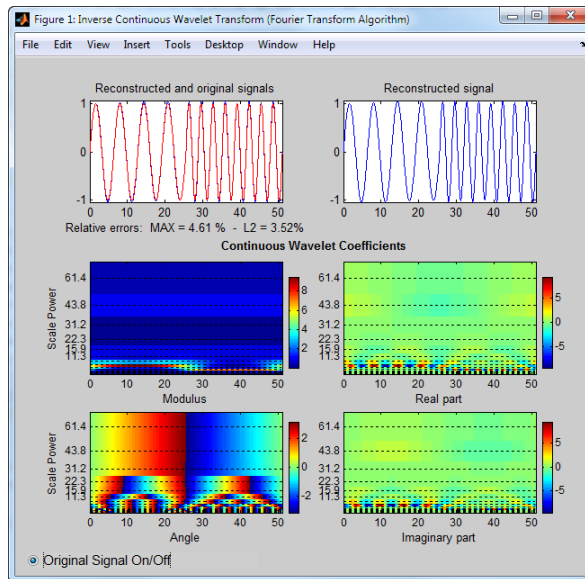 Figure 1: Inverse Continuous Wavelet Transform (Fourier Transform Algorithm)
File Edit View Insert Tools Desktop Window Help
Reconstructed and original signals
Reconstructed signal
1
0
-1
0 10 20 30 40 50
1
0
-1
0 10 20 30 40 50
Relative errors: MAX = 4.61 % - L2 = 3.52%
Continuous Wavelet Coefficients
Scale Power
61.4
43.8
31.2
22.3
15.9
11.3
0 10 20 30 40 50
8
6
4
2
Modulus
61.4
43.8
31.2
22.3
15.9
11.3
0 10 20 30 40 50
5
0
-5
Real part
Scale Power
61.4
43.8
31.2
22.3
15.9
11.3
0 10 20 30 40 50
2
0
-2
Angle
61.4
43.8
31.2
22.3
15.9
11.3
0 10 20 30 40 50
5
0
-5
Imaginary part
Original Signal On/Off